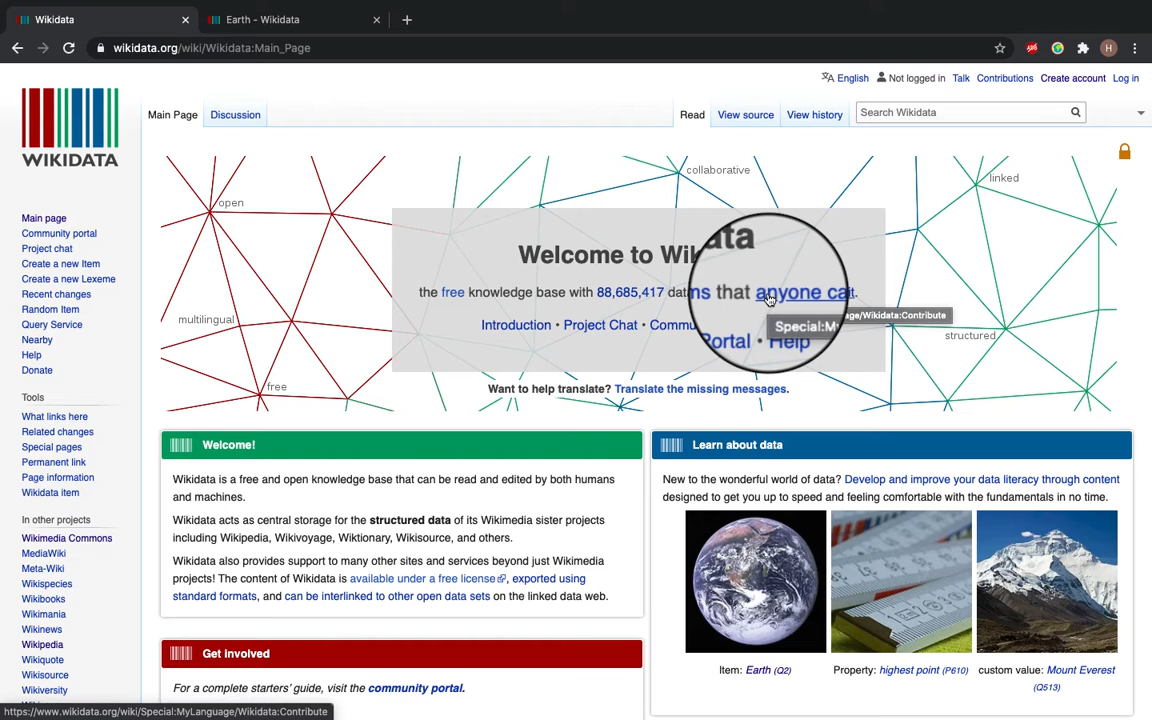 Wikidata
Earth - Wikidata
wikidata.org/wiki/Wikidata:Main_Page
H
English Not logged in Talk Contributions Create account Log in
Main Page Discussion Read View source View history Search Wikidata
WIKIDATA
Main page
Community portal
Project chat
Create a new Item
Create a new Lexeme
Recent changes
Random Item
Query Service
Nearby
Help
Donate
Tools
What links here
Related changes
Special pages
Permanent link
Page information
Wikidata item
In other projects
Wikimedia Commons
MediaWiki
Meta-Wiki
Wikispecies
Wikibooks
Wikimania
Wikinews
Wikipedia
Wikiquote
Wikisource
Wikiversity
open
collaborative
linked
multilingual
free
structured
Welcome to Wikidata
the free knowledge base with 88,685,417 data that anyone
Introduction • Project Chat • Portal • Help
Want to help translate? Translate the missing messages.
Welcome!
Wikidata is a free and open knowledge base that can be read and edited by both humans
and machines.
Wikidata acts as central storage for the structured data of its Wikimedia sister projects
including Wikipedia, Wikivoyage, Wiktionary, Wikisource, and others.
Wikidata also provides support to many other sites and services beyond just Wikimedia
projects! The content of Wikidata is available under a free license, exported using
standard formats, and can be interlinked to other open data sets on the linked data web.
Get involved
For a complete starters' guide, visit the community portal.
Learn about data
New to the wonderful world of data? Develop and improve your data literacy through content
designed to get you up to speed and feeling comfortable with the fundamentals in no time.
Item: Earth (Q2)
Property: highest point (P610)
custom value: Mount Everest
(Q513)
https://www.wikidata.org/wiki/Special:MyLanguage/Wikidata:Contribute